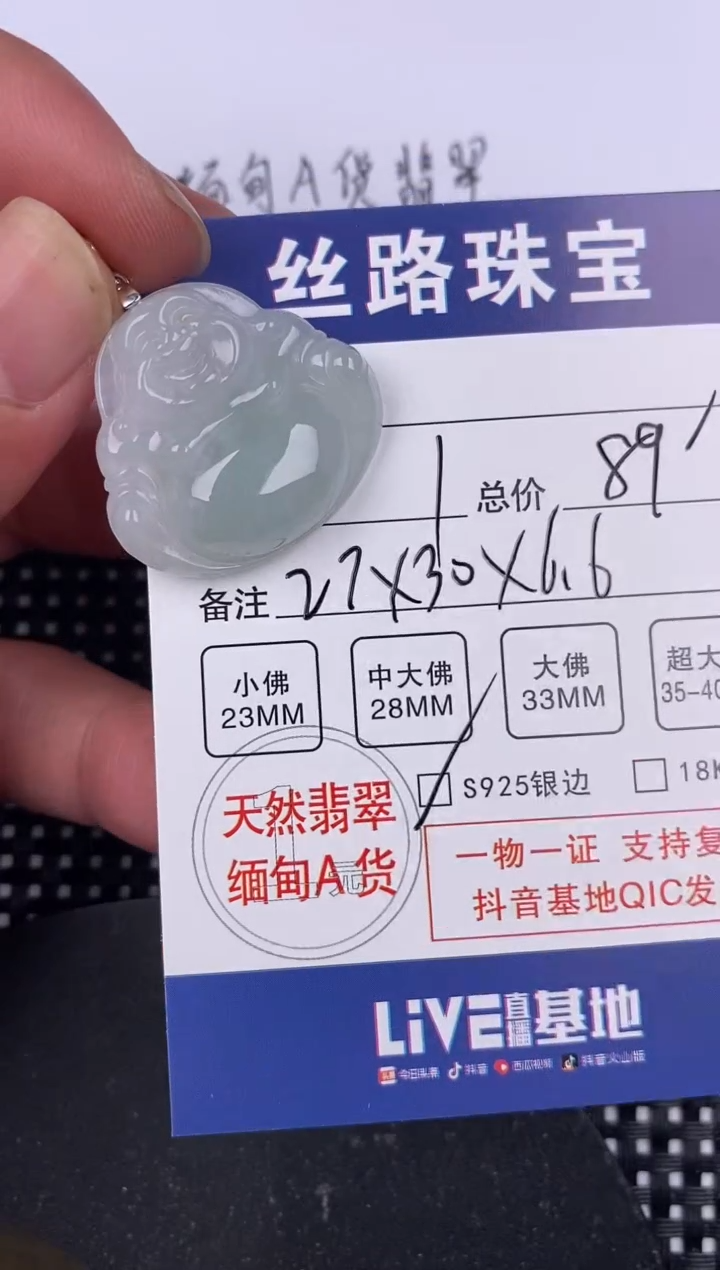 缅甸A货翡翠
丝路珠宝
1 总价 89
备注 27X30X6.6
小佛 中大佛 大佛 超大
23MM 28MM 33MM 35-40
S925银边 18K
天然翡翠
缅甸A货
一物一证 支持复
抖音基地QIC发
LiVE直播基地
今日头条 抖音 西瓜视频 抖音火山版